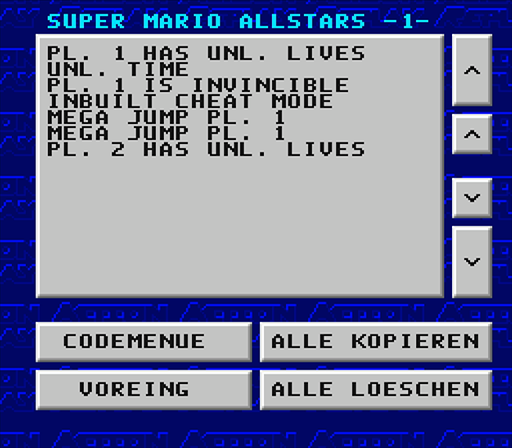 SUPER MARIO ALLSTARS -1-
PL. 1 HAS UNL. LIVES
UNL. TIME
PL. 1 IS INVINCIBLE
INBUILT CHEAT MODE
MEGA JUMP PL. 1
MEGA JUMP PL. 1
PL. 2 HAS UNL. LIVES
CODEMENUE
ALLE KOPIEREN
VOREING
ALLE LOESCHEN